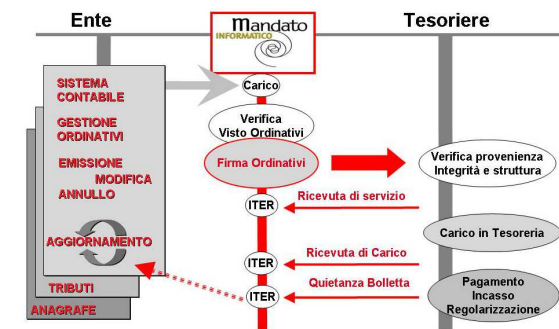 Ente
Mandato
INFORMATICO
Tesoriere
SISTEMA
CONTABILE
GESTIONE
ORDINATIVI
EMISSIONE
MODIFICA
ANNULLO
AGGIORNAMENTO
TRIBUTI
ANAGRAFE
Carico
Verifica
Visto Ordinativi
Firma Ordinativi
ITER
Ricevuta di servizio
ITER
Ricevuta di Carico
ITER
Quietanza Bolletta
Verifica provenienza
Integrità e struttura
Carico in Tesoreria
Pagamento
Incasso
Regolarizzazione